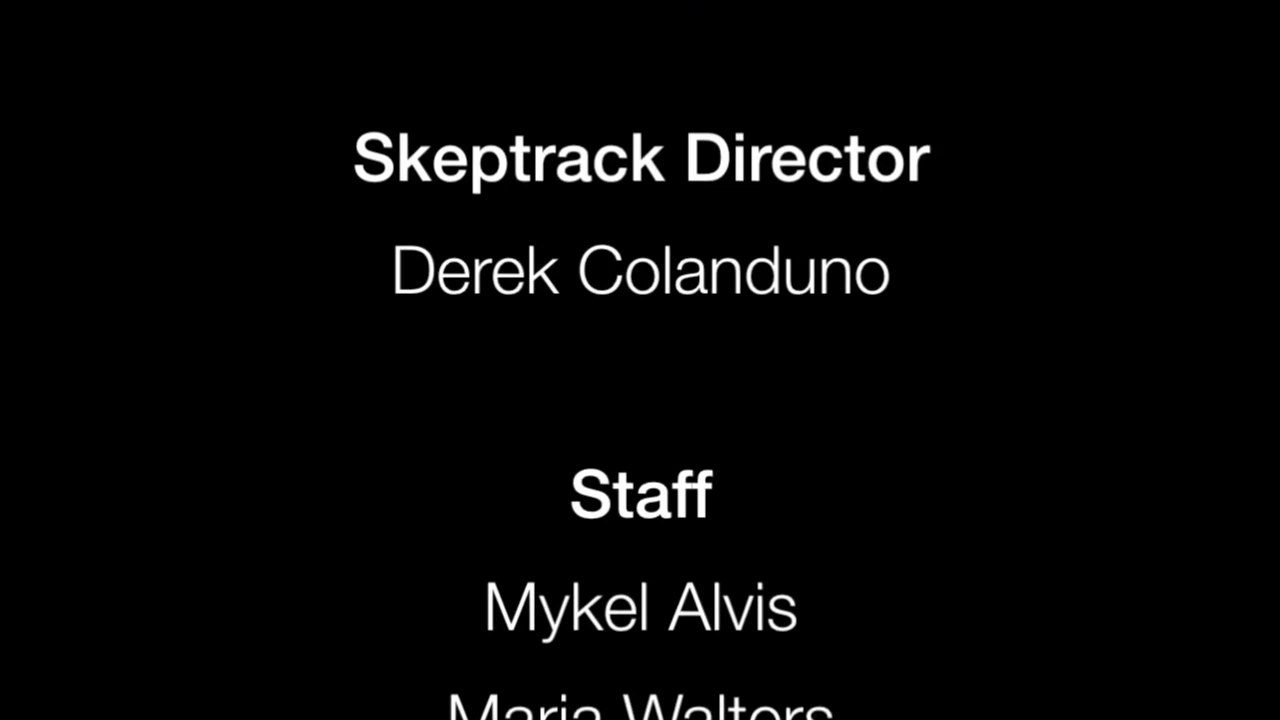 Skeptrack Director
Derek Colanduno
Staff
Mykel Alvis
Maria Walters